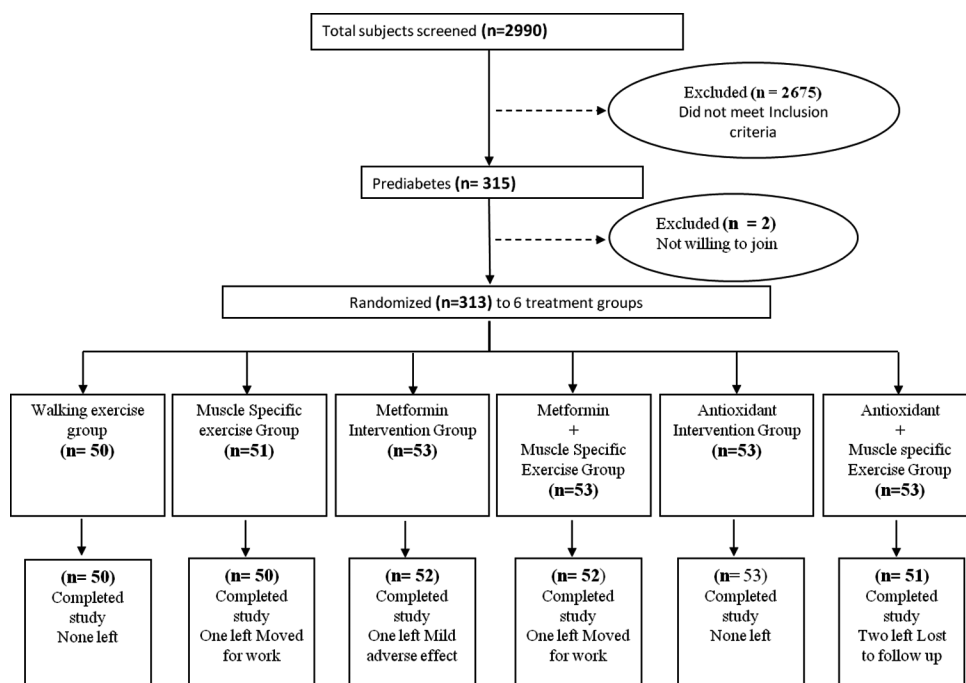 Total subjects screened (n=2990)
Excluded (n = 2675)
Did not meet Inclusion
criteria
Prediabetes (n= 315)
Excluded (n = 2)
Not willing to join
Randomized (n=313) to 6 treatment groups
Walking exercise
group
(n= 50)
Muscle Specific
exercise Group
(n=51)
Metformin
Intervention Group
(n=53)
Metformin
+
Muscle Specific
Exercise Group
(n=53)
Antioxidant
Intervention Group
(n=53)
Antioxidant
+
Muscle specific
Exercise Group
(n=53)
(n= 50)
Completed
study
None left
(n= 50)
Completed
study
One left Moved
for work
(n= 52)
Completed
study
One left Mild
adverse effect
(n= 52)
Completed
study
One left Moved
for work
(n= 53)
Completed
study
None left
(n= 51)
Completed
study
Two left Lost
to follow up